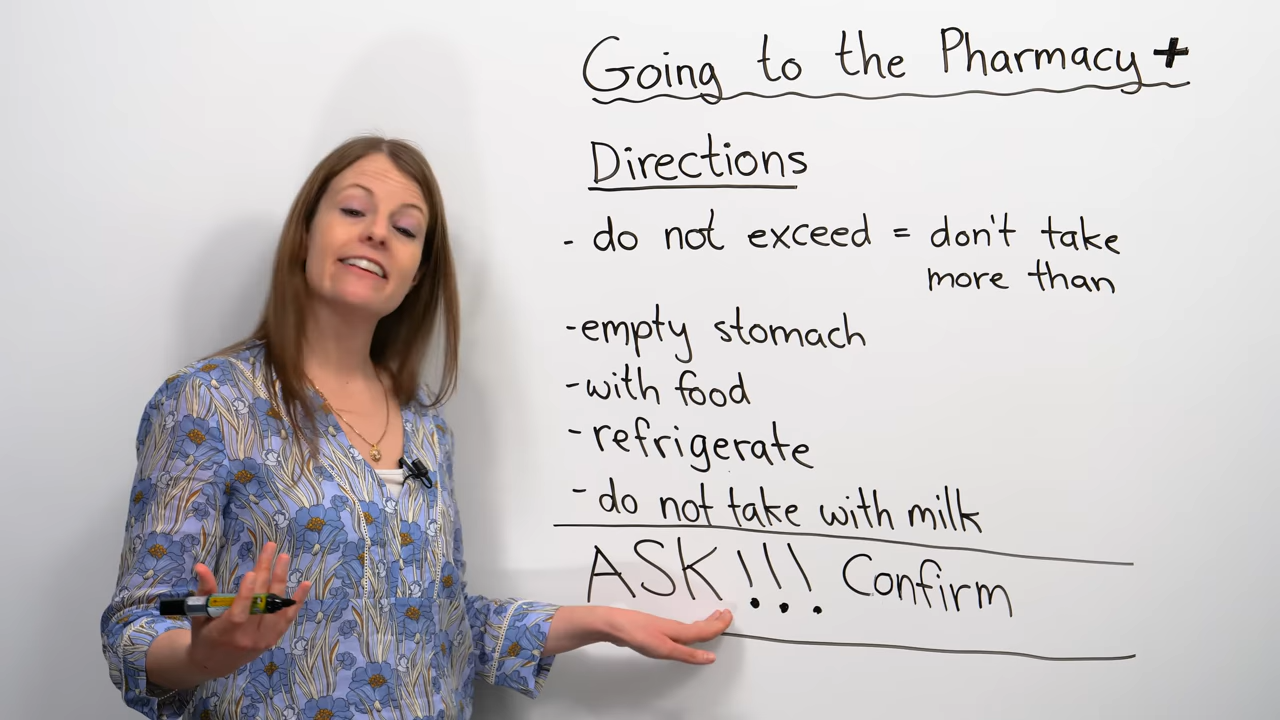 Going to the Pharmacy +
Directions
- do not exceed = don't take
more than
- empty stomach
- with food
- refrigerate
- do not take with milk
ASK!!! Confirm